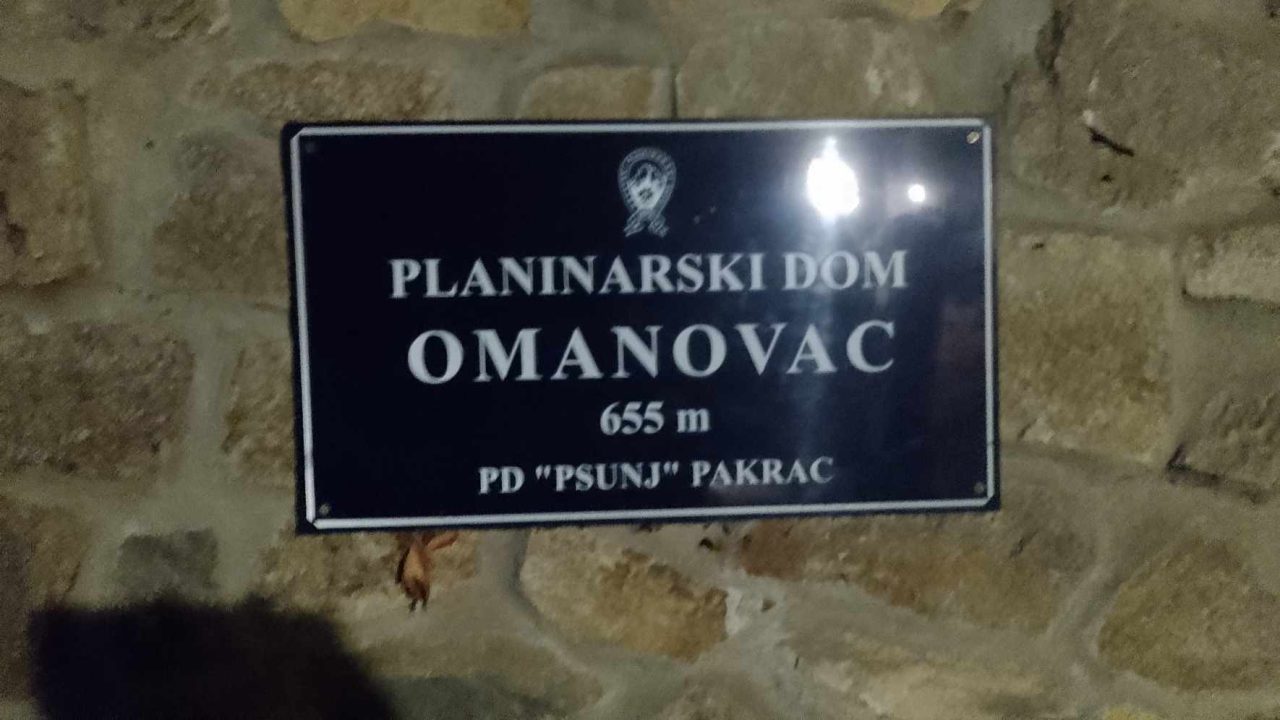 PLANINARSKI DOM
OMANOVAC
655 m
PD "PSUNJ" PAKRAC